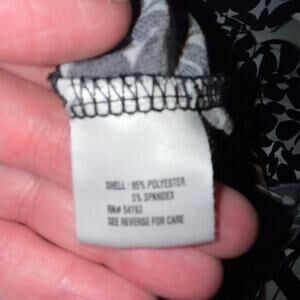 SHELL: 95% POLYESTER
5% SPANDEX
RN# 54163
SEE REVERSE FOR CARE